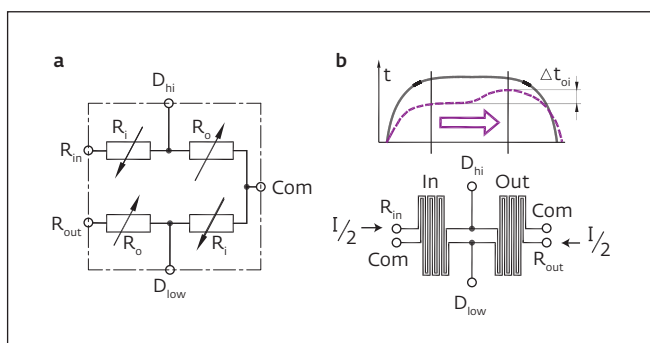 a
D_hi
R_i
R_o
R_in
Com
R_out
R_o
R_i
D_low
b
t
Δt_oi
D_hi
In
Out
R_in
Com
I/2
Com
R_out
I/2
D_low